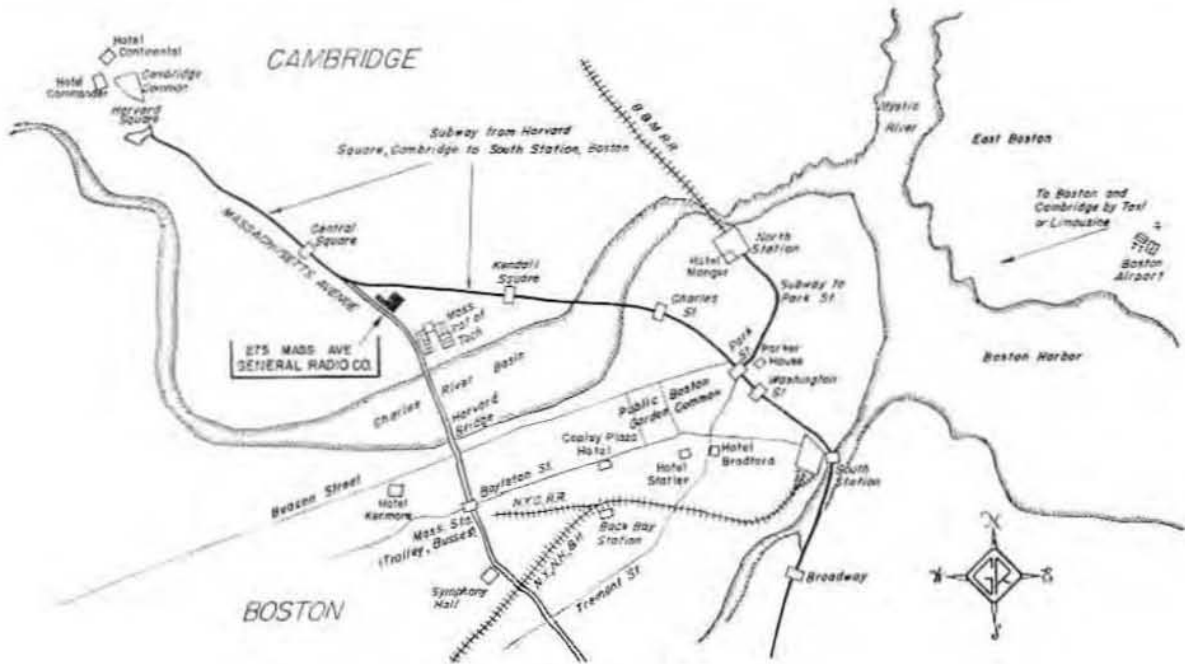 Hotel
Continental
CAMBRIDGE
Hotel
Commander
Cambridge
Common
Harvard
Square
B & M R.R.
Mystic
River
East Boston
Subway from Harvard
Square, Cambridge to South Station, Boston
To Boston and
Cambridge by Taxi
or Limousine
Boston
Airport
MASSACHUSETTS AVENUE
Central
Square
North
Station
Hotel
Kendall
Square
Subway to
Park St.
Charles
St.
Mass.
Inst of
Tech
275 MASS AVE
GENERAL RADIO CO.
Park
St.
Parker
House
Washington
St.
Boston Harbor
Charles River Basin
Harvard
Bridge
Public
Garden
Boston
Common
Copley Plaza
Hotel
Boylston St.
Hotel
Statler
Hotel
Bradford
South
Station
Beacon Street
Hotel
Kenmore
Mass. Sta.
(Trolley, Busses)
N.Y.C.R.R.
Back Bay
Station
N.Y., N.H. & H.
Symphony
Hall
Tremont St.
Broadway
BOSTON
N
E
S
GR